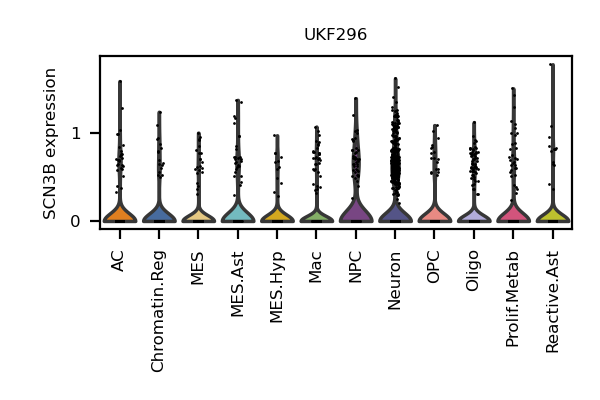 UKF296
SCN3B expression
1
0
AC
Chromatin.Reg
MES
MES.Ast
MES.Hyp
Mac
NPC
Neuron
OPC
Oligo
Prolif.Metab
Reactive.Ast